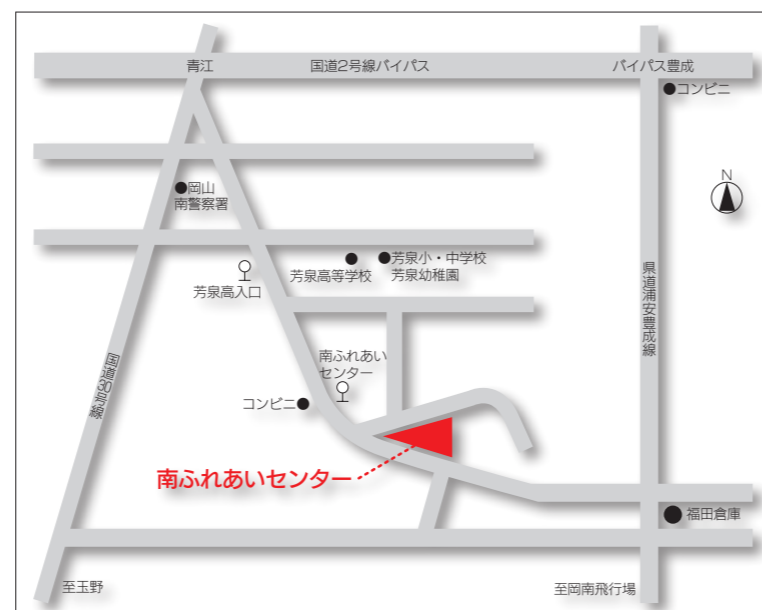 青江
国道2号線バイパス
バイパス豊成
●コンビニ
●岡山
南警察署
N
芳泉高等学校
●芳泉小・中学校
芳泉幼稚園
芳泉高入口
県道浦安豊成線
国道30号線
南ふれあい
センター
コンビニ●
南ふれあいセンター
福田倉庫
至玉野
至岡南飛行場